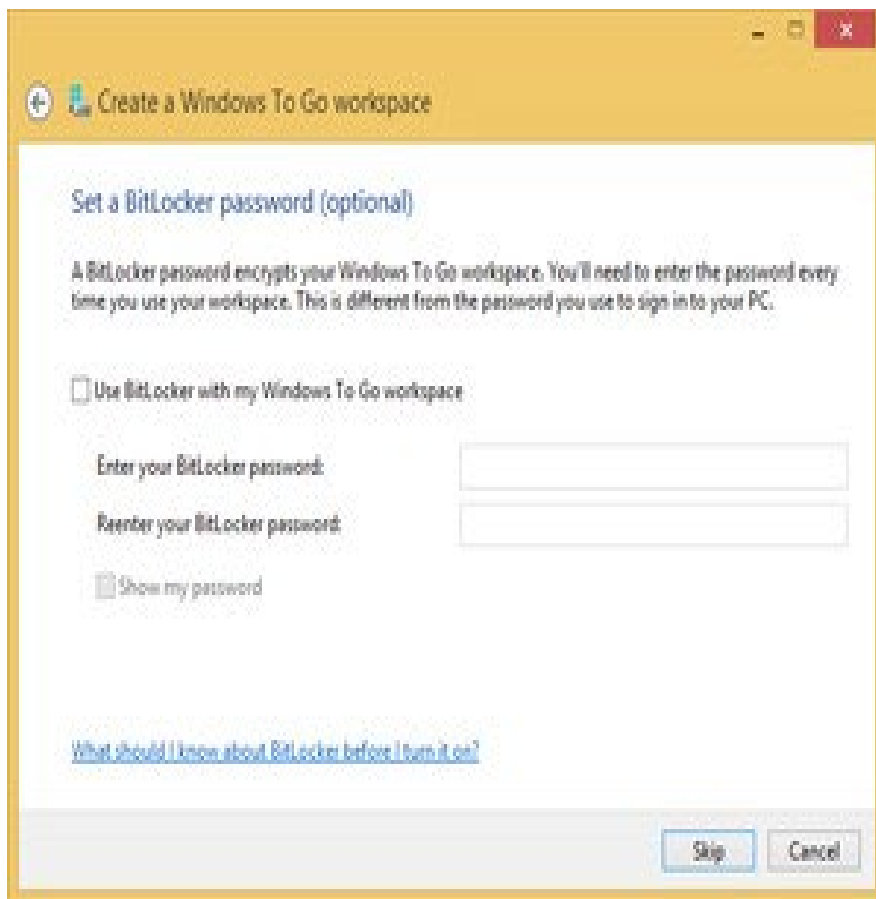 Create a Windows To Go workspace
Set a BitLocker password (optional)
A BitLocker password encrypts your Windows To Go workspace. You'll need to enter the password every
time you use your workspace. This is different from the password you use to sign in to your PC.
Use BitLocker with my Windows To Go workspace
Enter your BitLocker password:
Reenter your BitLocker password:
Show my password
What should I know about BitLocker before I turn it on?
Skip Cancel